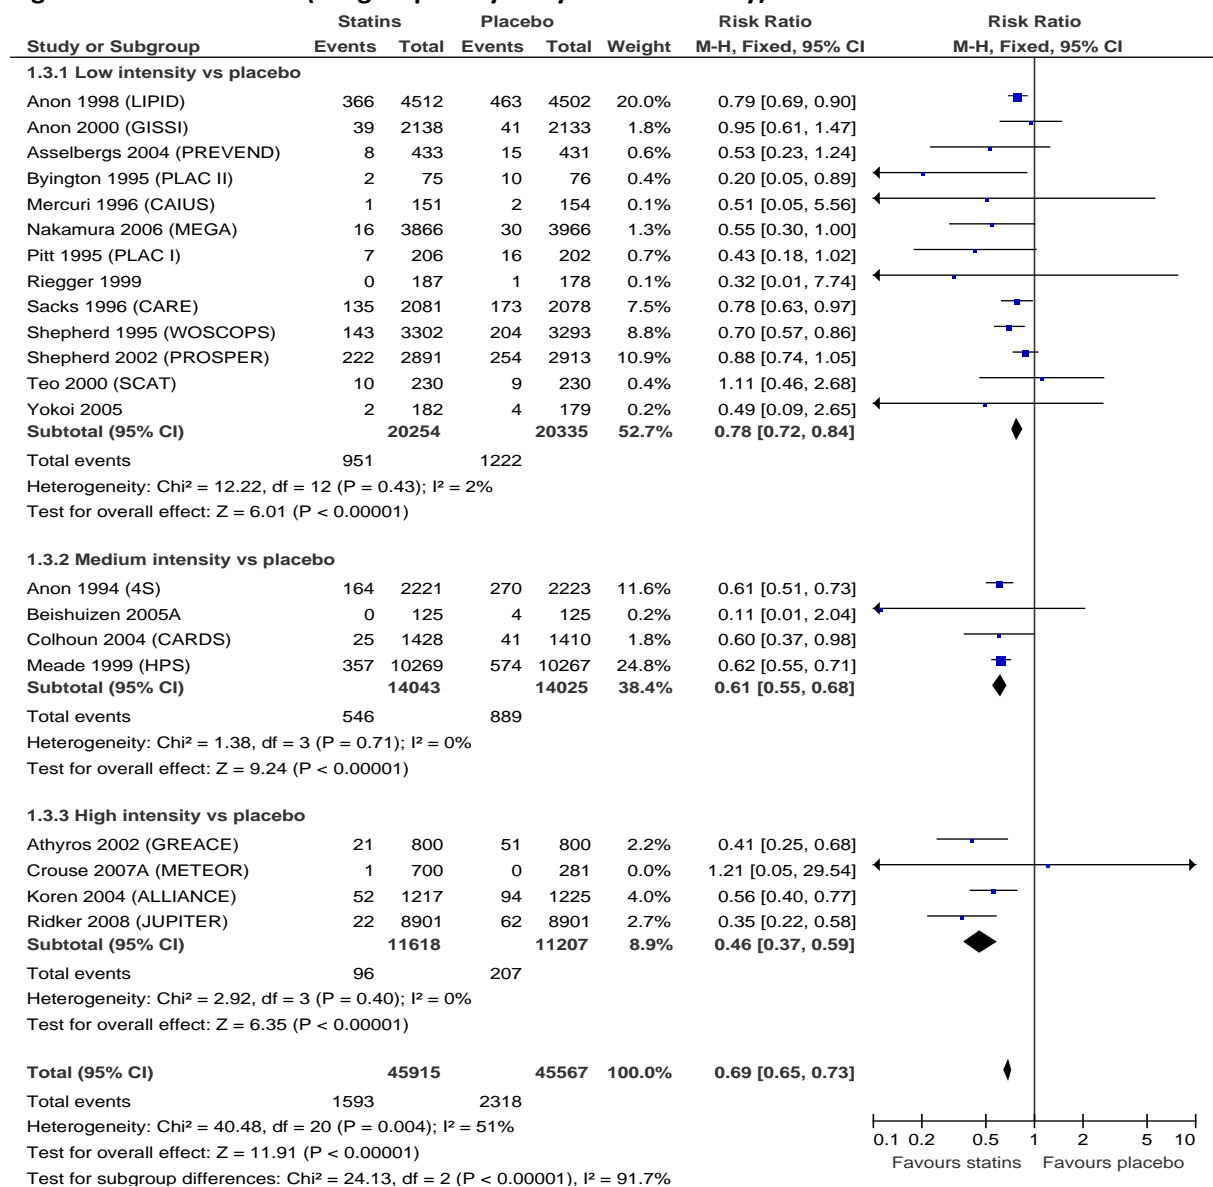 Statins Placebo Risk Ratio Risk Ratio
Study or Subgroup Events Total Events Total Weight M-H, Fixed, 95% CI M-H, Fixed, 95% CI
1.3.1 Low intensity vs placebo
Anon 1998 (LIPID) 366 4512 463 4502 20.0% 0.79 [0.69, 0.90]
Anon 2000 (GISSI) 39 2138 41 2133 1.8% 0.95 [0.61, 1.47]
Asselbergs 2004 (PREVEND) 8 433 15 431 0.6% 0.53 [0.23, 1.24]
Byington 1995 (PLAC II) 2 75 10 76 0.4% 0.20 [0.05, 0.89]
Mercuri 1996 (CAIUS) 1 151 2 154 0.1% 0.51 [0.05, 5.56]
Nakamura 2006 (MEGA) 16 3866 30 3966 1.3% 0.55 [0.30, 1.00]
Pitt 1995 (PLAC I) 7 206 16 202 0.7% 0.43 [0.18, 1.02]
Riegger 1999 0 187 1 178 0.1% 0.32 [0.01, 7.74]
Sacks 1996 (CARE) 135 2081 173 2078 7.5% 0.78 [0.63, 0.97]
Shepherd 1995 (WOSCOPS) 143 3302 204 3293 8.8% 0.70 [0.57, 0.86]
Shepherd 2002 (PROSPER) 222 2891 254 2913 10.9% 0.88 [0.74, 1.05]
Teo 2000 (SCAT) 10 230 9 230 0.4% 1.11 [0.46, 2.68]
Yokoi 2005 2 182 4 179 0.2% 0.49 [0.09, 2.65]
Subtotal (95% CI) 20254 20335 52.7% 0.78 [0.72, 0.84]
Total events 951 1222
Heterogeneity: Chi² = 12.22, df = 12 (P = 0.43); I² = 2%
Test for overall effect: Z = 6.01 (P < 0.00001)
1.3.2 Medium intensity vs placebo
Anon 1994 (4S) 164 2221 270 2223 11.6% 0.61 [0.51, 0.73]
Beishuizen 2005A 0 125 4 125 0.2% 0.11 [0.01, 2.04]
Colhoun 2004 (CARDS) 25 1428 41 1410 1.8% 0.60 [0.37, 0.98]
Meade 1999 (HPS) 357 10269 574 10267 24.8% 0.62 [0.55, 0.71]
Subtotal (95% CI) 14043 14025 38.4% 0.61 [0.55, 0.68]
Total events 546 889
Heterogeneity: Chi² = 1.38, df = 3 (P = 0.71); I² = 0%
Test for overall effect: Z = 9.24 (P < 0.00001)
1.3.3 High intensity vs placebo
Athyros 2002 (GREACE) 21 800 51 800 2.2% 0.41 [0.25, 0.68]
Crouse 2007A (METEOR) 1 700 0 281 0.0% 1.21 [0.05, 29.54]
Koren 2004 (ALLIANCE) 52 1217 94 1225 4.0% 0.56 [0.40, 0.77]
Ridker 2008 (JUPITER) 22 8901 62 8901 2.7% 0.35 [0.22, 0.58]
Subtotal (95% CI) 11618 11207 8.9% 0.46 [0.37, 0.59]
Total events 96 207
Heterogeneity: Chi² = 2.92, df = 3 (P = 0.40); I² = 0%
Test for overall effect: Z = 6.35 (P < 0.00001)
Total (95% CI) 45915 45567 100.0% 0.69 [0.65, 0.73]
Total events 1593 2318
Heterogeneity: Chi² = 40.48, df = 20 (P = 0.004); I² = 51%
Test for overall effect: Z = 11.91 (P < 0.00001)
Test for subgroup differences: Chi² = 24.13, df = 2 (P < 0.00001), I² = 91.7%
0.1 0.2 0.5 1 2 5 10
Favours statins Favours placebo